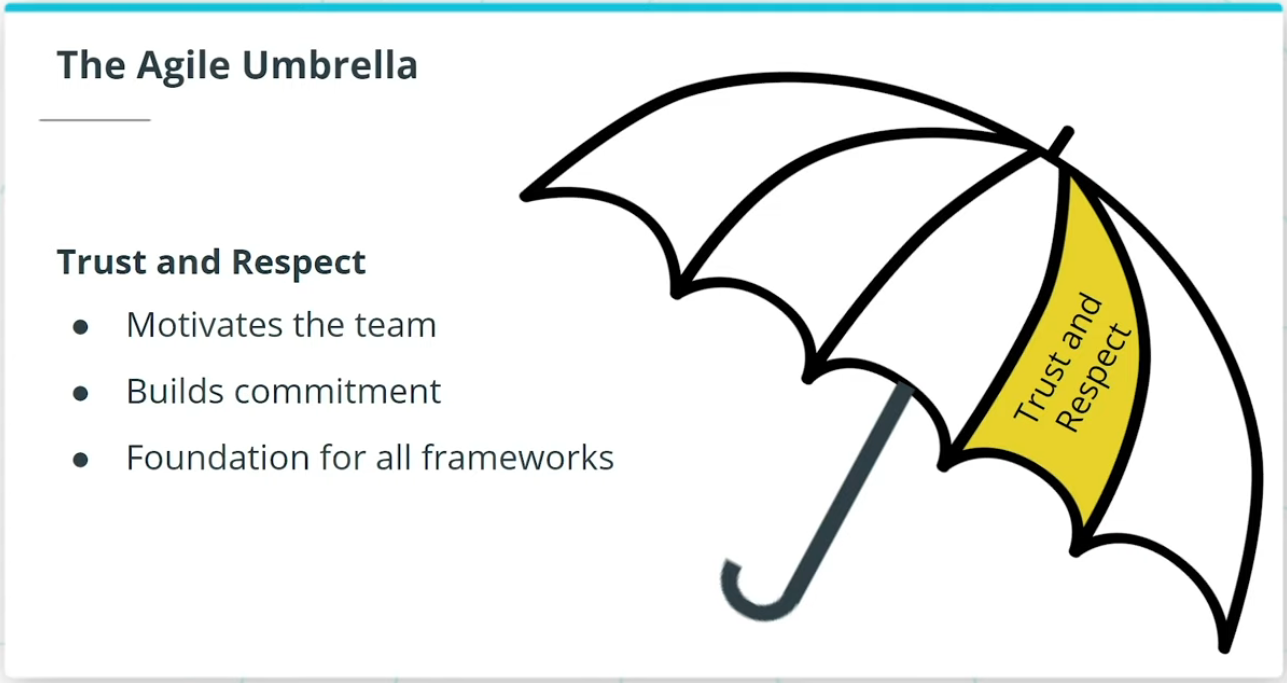 The Agile Umbrella
Trust and Respect
● Motivates the team
● Builds commitment
● Foundation for all frameworks
Trust and
Respect